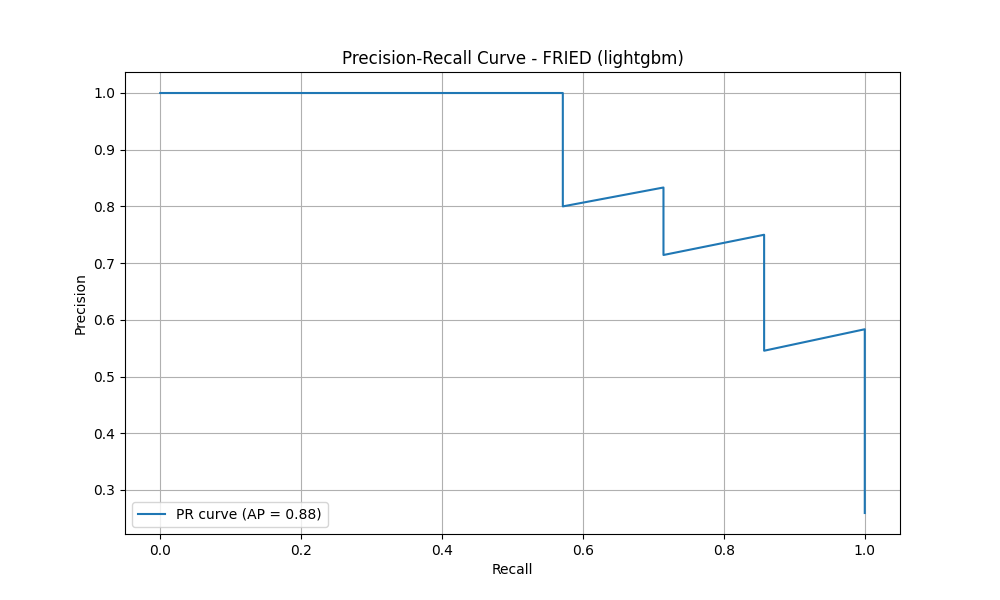 Precision-Recall Curve - FRIED (lightgbm)
1.0
0.9
0.8
0.7
0.6
0.5
0.4
0.3
Precision
PR curve (AP = 0.88)
0.0 0.2 0.4 0.6 0.8 1.0
Recall